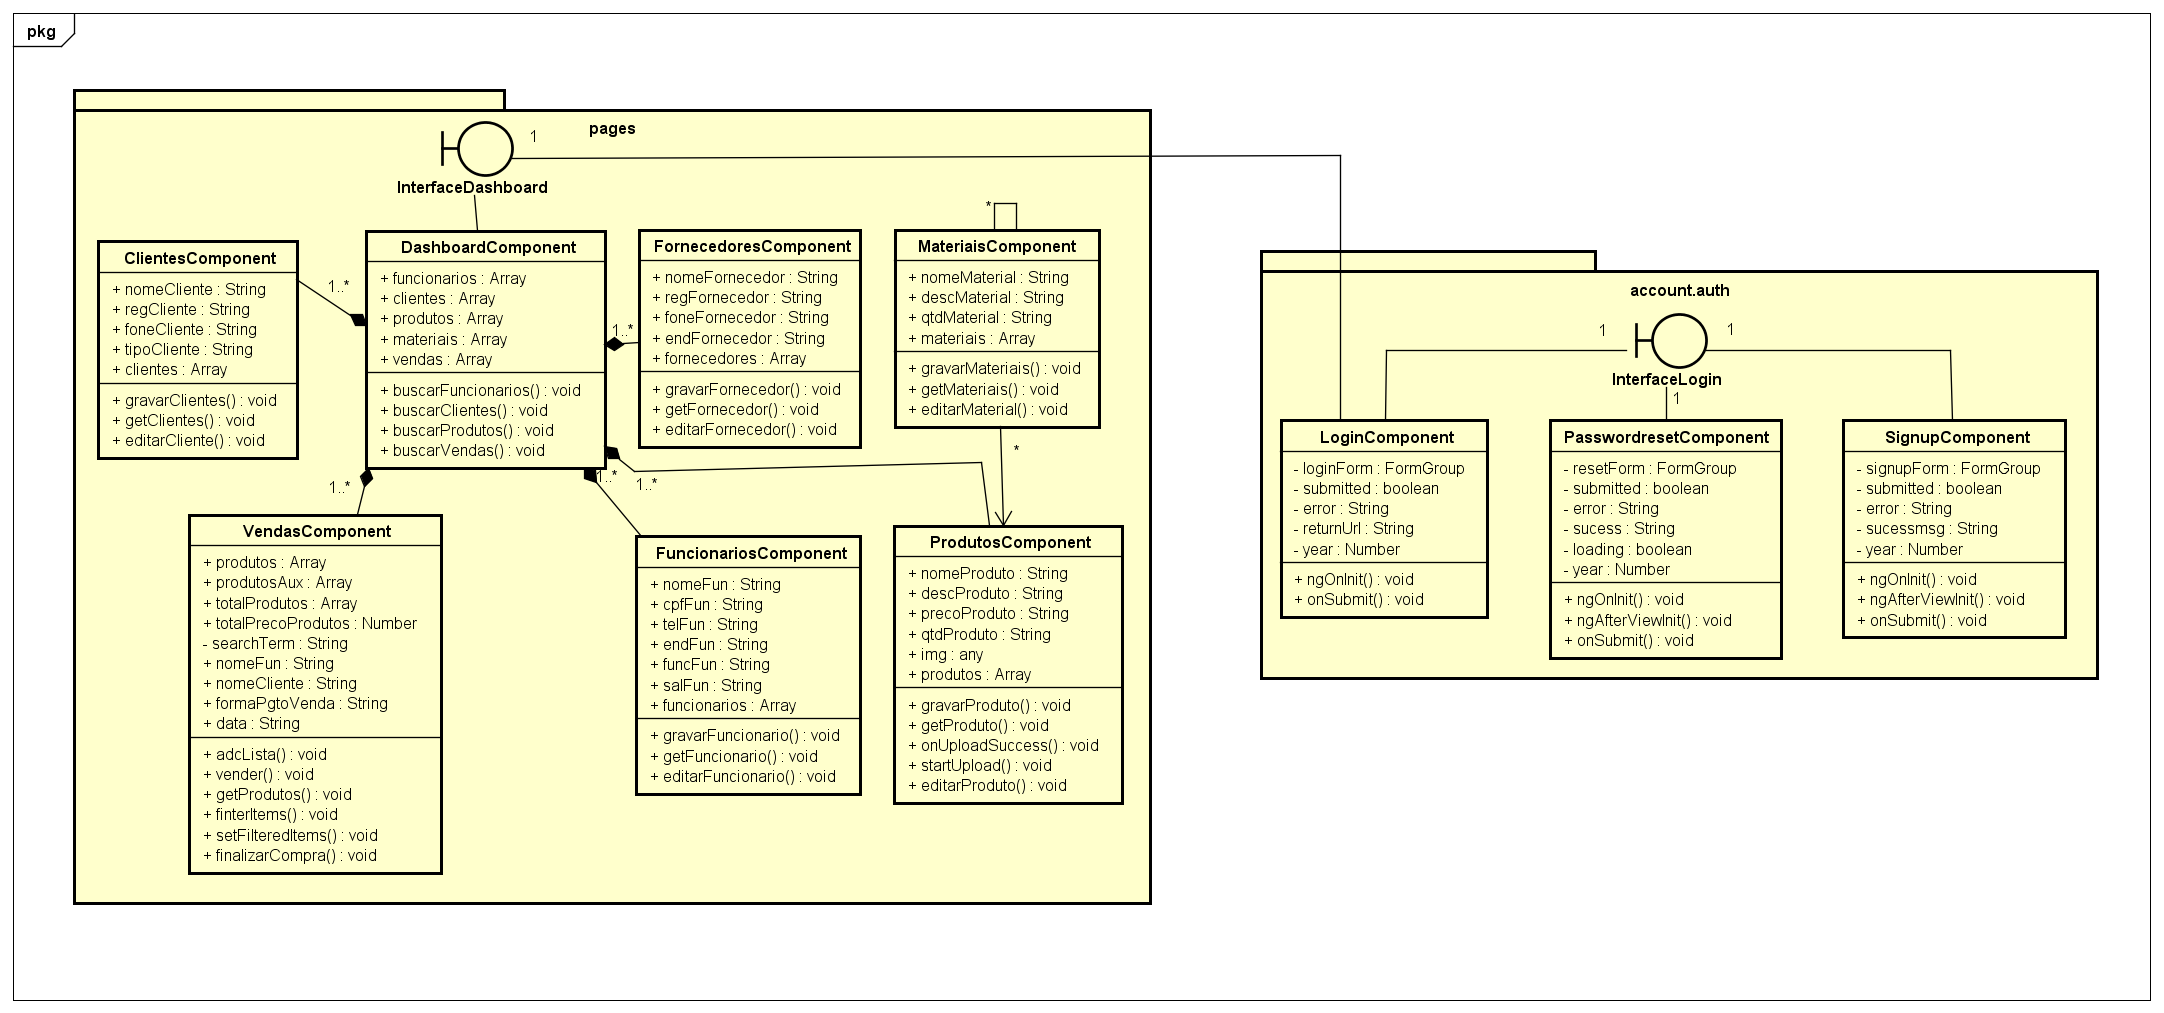 pkg
pages
1
InterfaceDashboard
ClientesComponent
+ nomeCliente : String
+ regCliente : String
+ foneCliente : String
+ tipoCliente : String
+ clientes : Array
+ gravarClientes() : void
+ getClientes() : void
+ editarCliente() : void
1..*
DashboardComponent
+ funcionarios : Array
+ clientes : Array
+ produtos : Array
+ materiais : Array
+ vendas : Array
+ buscarFuncionarios() : void
+ buscarClientes() : void
+ buscarProdutos() : void
+ buscarVendas() : void
1..*
FornecedoresComponent
+ nomeFornecedor : String
+ regFornecedor : String
+ foneFornecedor : String
+ endFornecedor : String
+ fornecedores : Array
+ gravarFornecedor() : void
+ getFornecedor() : void
+ editarFornecedor() : void
*
MateriaisComponent
+ nomeMaterial : String
+ descMaterial : String
+ qtdMaterial : String
+ materiais : Array
+ gravarMateriais() : void
+ getMateriais() : void
+ editarMaterial() : void
*
1..*
1..*
1..*
VendasComponent
+ produtos : Array
+ produtosAux : Array
+ totalProdutos : Array
+ totalPrecoProdutos : Number
- searchTerm : String
+ nomeFun : String
+ nomeCliente : String
+ formaPgtoVenda : String
+ data : String
+ adcLista() : void
+ vender() : void
+ getProdutos() : void
+ finterItems() : void
+ setFilteredItems() : void
+ finalizarCompra() : void
FuncionariosComponent
+ nomeFun : String
+ cpfFun : String
+ telFun : String
+ endFun : String
+ funcFun : String
+ salFun : String
+ funcionarios : Array
+ gravarFuncionario() : void
+ getFuncionario() : void
+ editarFuncionario() : void
ProdutosComponent
+ nomeProduto : String
+ descProduto : String
+ precoProduto : String
+ qtdProduto : String
+ img : any
+ produtos : Array
+ gravarProduto() : void
+ getProduto() : void
+ onUploadSuccess() : void
+ startUpload() : void
+ editarProduto() : void
account.auth
1
1
InterfaceLogin
1
LoginComponent
- loginForm : FormGroup
- submitted : boolean
- error : String
- returnUrl : String
- year : Number
+ ngOnInit() : void
+ onSubmit() : void
PasswordresetComponent
- resetForm : FormGroup
- submitted : boolean
- error : String
- sucess : String
- loading : boolean
- year : Number
+ ngOnInit() : void
+ ngAfterViewInit() : void
+ onSubmit() : void
SignupComponent
- signupForm : FormGroup
- submitted : boolean
- error : String
- sucessmsg : String
- year : Number
+ ngOnInit() : void
+ ngAfterViewInit() : void
+ onSubmit() : void